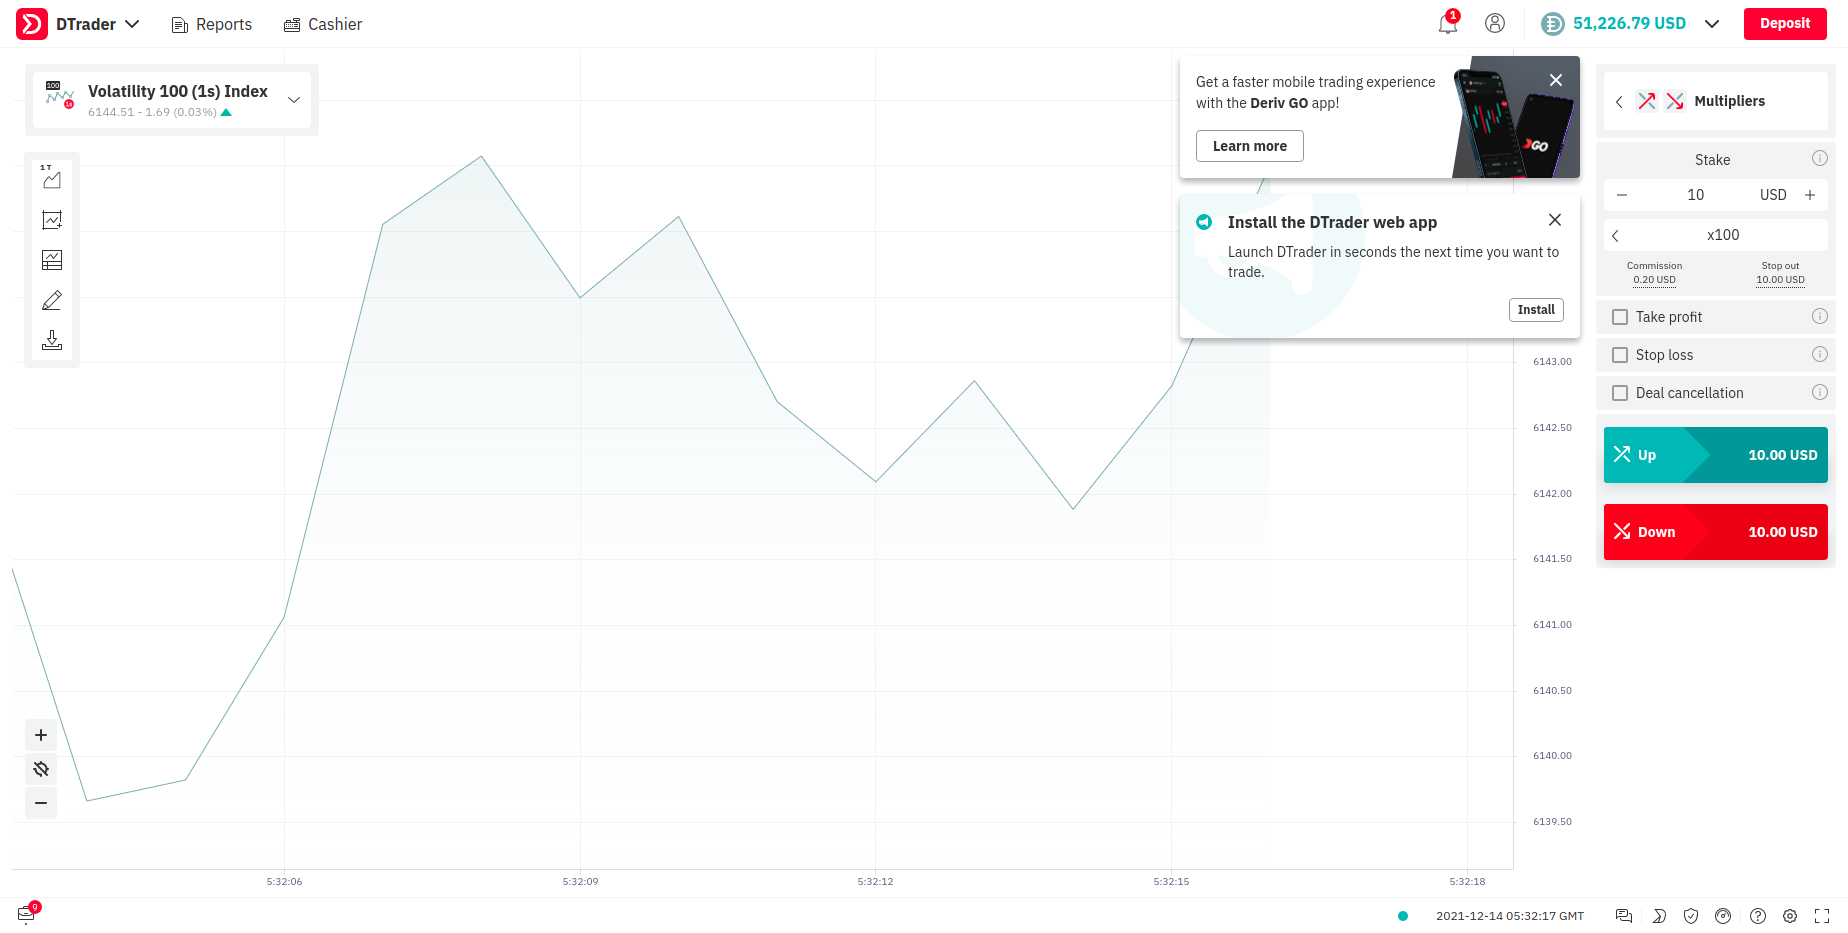 DTrader
Reports
Cashier
1
51,226.79 USD
Deposit
100
1s
Volatility 100 (1s) Index
6144.51 - 1.69 (0.03%)
1 T
Get a faster mobile trading experience
with the Deriv GO app!
Learn more
GO
Install the DTrader web app
Launch DTrader in seconds the next time you want to
trade.
Install
Multipliers
Stake
10 USD
x100
Commission
0.20 USD
Stop out
10.00 USD
Take profit
Stop loss
Deal cancellation
Up 10.00 USD
Down 10.00 USD
6143.00
6142.50
6142.00
6141.50
6141.00
6140.50
6140.00
6139.50
5:32:06 5:32:09 5:32:12 5:32:15 5:32:18
9
2021-12-14 05:32:17 GMT